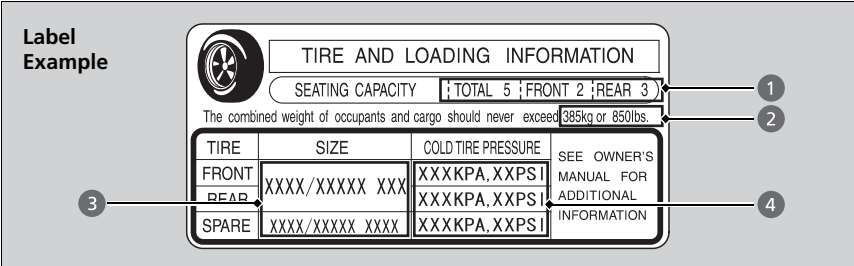 Label
Example
TIRE AND LOADING INFORMATION
SEATING CAPACITY TOTAL 5 FRONT 2 REAR 3
1
The combined weight of occupants and cargo should never exceed 385kg or 850lbs.
2
TIRE SIZE COLD TIRE PRESSURE
SEE OWNER'S
MANUAL FOR
ADDITIONAL
INFORMATION
FRONT XXXX/XXXXX XXX XXXKPA,XXPSI
REAR XXXKPA,XXPSI
SPARE XXXX/XXXXX XXXX XXXKPA,XXPSI
3
4